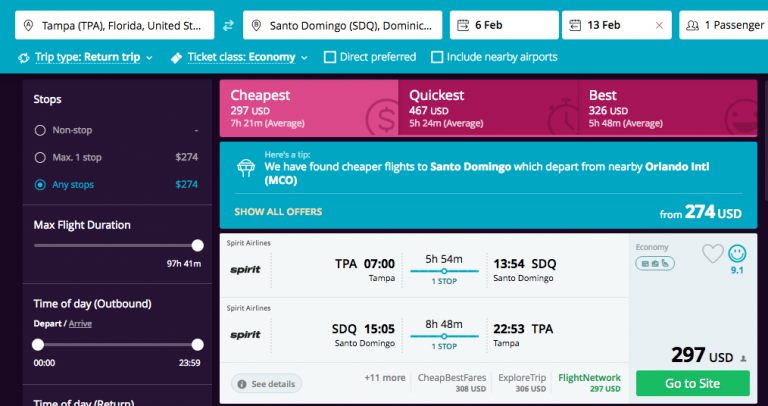 Tampa (TPA), Florida, United St...
Santo Domingo (SDQ), Dominic...
6 Feb
13 Feb
1 Passenger
Trip type: Return trip
Ticket class: Economy
Direct preferred
Include nearby airports
Stops
Non-stop -
Max. 1 stop $274
Any stops $274
Max Flight Duration
97h 41m
Time of day (Outbound)
Depart / Arrive
00:00 23:59
Time of day (Return)
Cheapest
297 USD
7h 21m (Average)
Quickest
467 USD
5h 24m (Average)
Best
326 USD
5h 48m (Average)
Here's a tip:
We have found cheaper flights to Santo Domingo which depart from nearby Orlando Intl
(MCO)
SHOW ALL OFFERS
from 274 USD
Spirit Airlines
spirit
TPA 07:00
Tampa
5h 54m
1 STOP
13:54 SDQ
Santo Domingo
Spirit Airlines
spirit
SDQ 15:05
Santo Domingo
8h 48m
1 STOP
22:53 TPA
Tampa
See details
+11 more
CheapBestFares
308 USD
ExploreTrip
306 USD
FlightNetwork
297 USD
Economy
9.1
297 USD
Go to Site